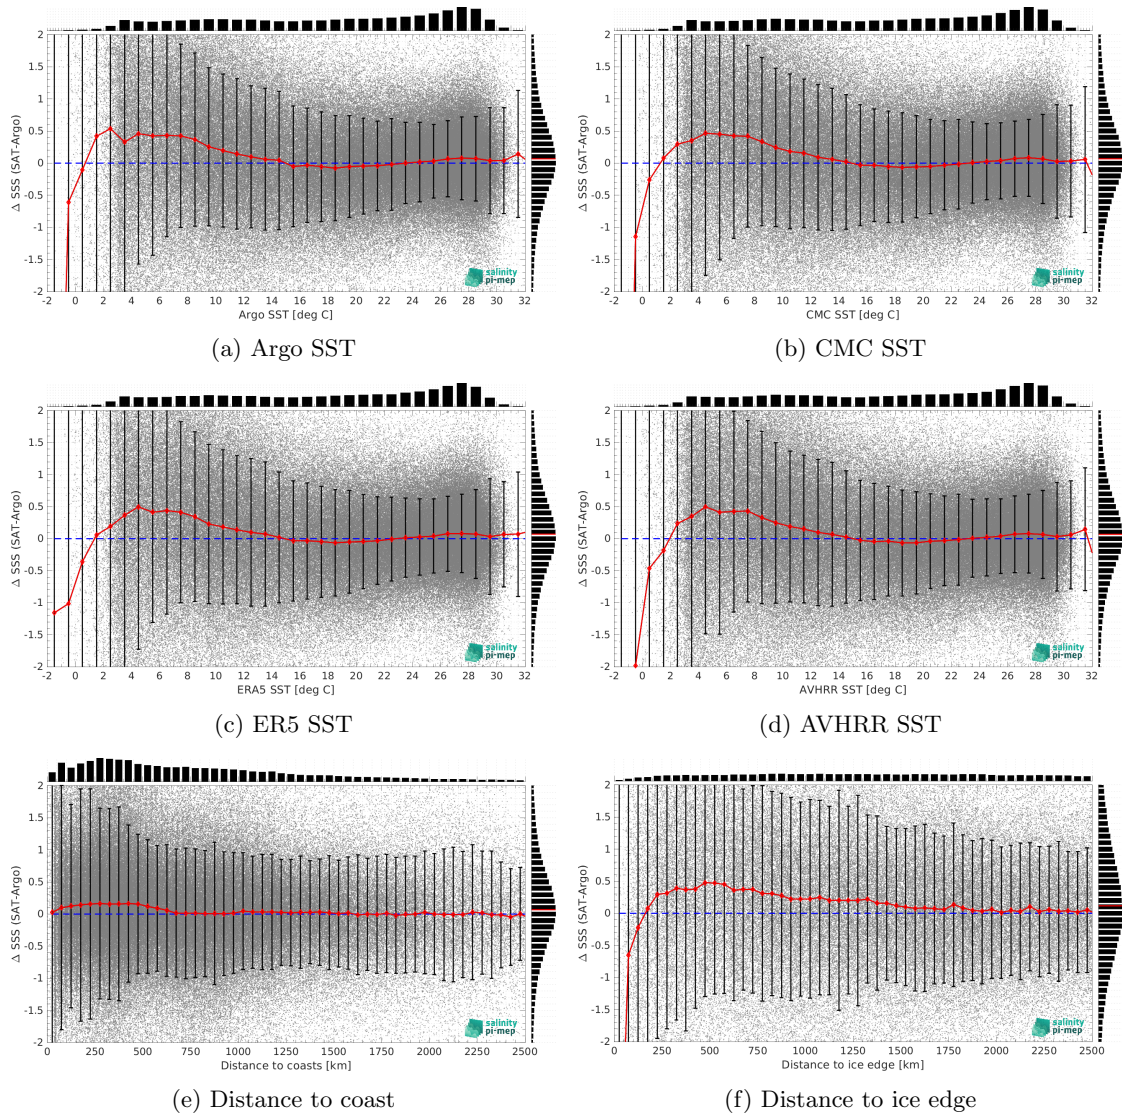 2
1.5
1
0.5
0
-0.5
-1
-1.5
-2
Δ SSS (SAT-Argo)
salinity
pi-mep
-2 0 2 4 6 8 10 12 14 16 18 20 22 24 26 28 30 32
Argo SST [deg C]
(a) Argo SST
2
1.5
1
0.5
0
-0.5
-1
-1.5
-2
Δ SSS (SAT-Argo)
salinity
pi-mep
-2 0 2 4 6 8 10 12 14 16 18 20 22 24 26 28 30 32
CMC SST [deg C]
(b) CMC SST
2
1.5
1
0.5
0
-0.5
-1
-1.5
-2
Δ SSS (SAT-Argo)
salinity
pi-mep
-2 0 2 4 6 8 10 12 14 16 18 20 22 24 26 28 30 32
ERA5 SST [deg C]
(c) ER5 SST
2
1.5
1
0.5
0
-0.5
-1
-1.5
-2
Δ SSS (SAT-Argo)
salinity
pi-mep
-2 0 2 4 6 8 10 12 14 16 18 20 22 24 26 28 30 32
AVHRR SST [deg C]
(d) AVHRR SST
2
1.5
1
0.5
0
-0.5
-1
-1.5
-2
Δ SSS (SAT-Argo)
salinity
pi-mep
0 250 500 750 1000 1250 1500 1750 2000 2250 2500
Distance to coasts [km]
(e) Distance to coast
2
1.5
1
0.5
0
-0.5
-1
-1.5
-2
Δ SSS (SAT-Argo)
salinity
pi-mep
0 250 500 750 1000 1250 1500 1750 2000 2250 2500
Distance to ice edge [km]
(f) Distance to ice edge